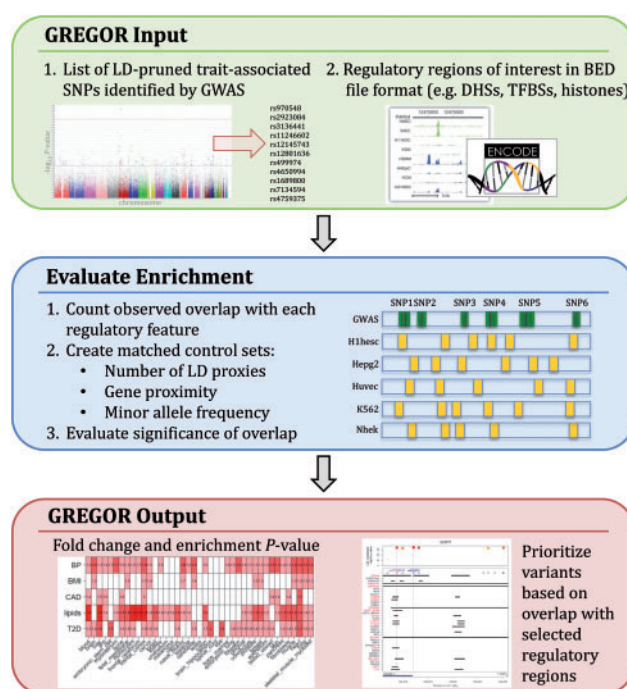 GREGOR Input
1. List of LD-pruned trait-associated
SNPs identified by GWAS
2. Regulatory regions of interest in BED
file format (e.g. DHSs, TFBSs, histones)
-log10 P-value
chromosome
rs970548
rs2923084
rs3136441
rs11246602
rs12145743
rs12801636
rs499974
rs4650994
rs1689800
rs7134594
rs4759375
ENCODE
Evaluate Enrichment
1. Count observed overlap with each
regulatory feature
2. Create matched control sets:
• Number of LD proxies
• Gene proximity
• Minor allele frequency
3. Evaluate significance of overlap
SNP1 SNP2 SNP3 SNP4 SNP5 SNP6
GWAS
H1hesc
Hepg2
Huvec
K562
Nhek
GREGOR Output
Fold change and enrichment P-value
BP
BMI
CAD
lipids
T2D
Prioritize
variants
based on
overlap with
selected
regulatory
regions